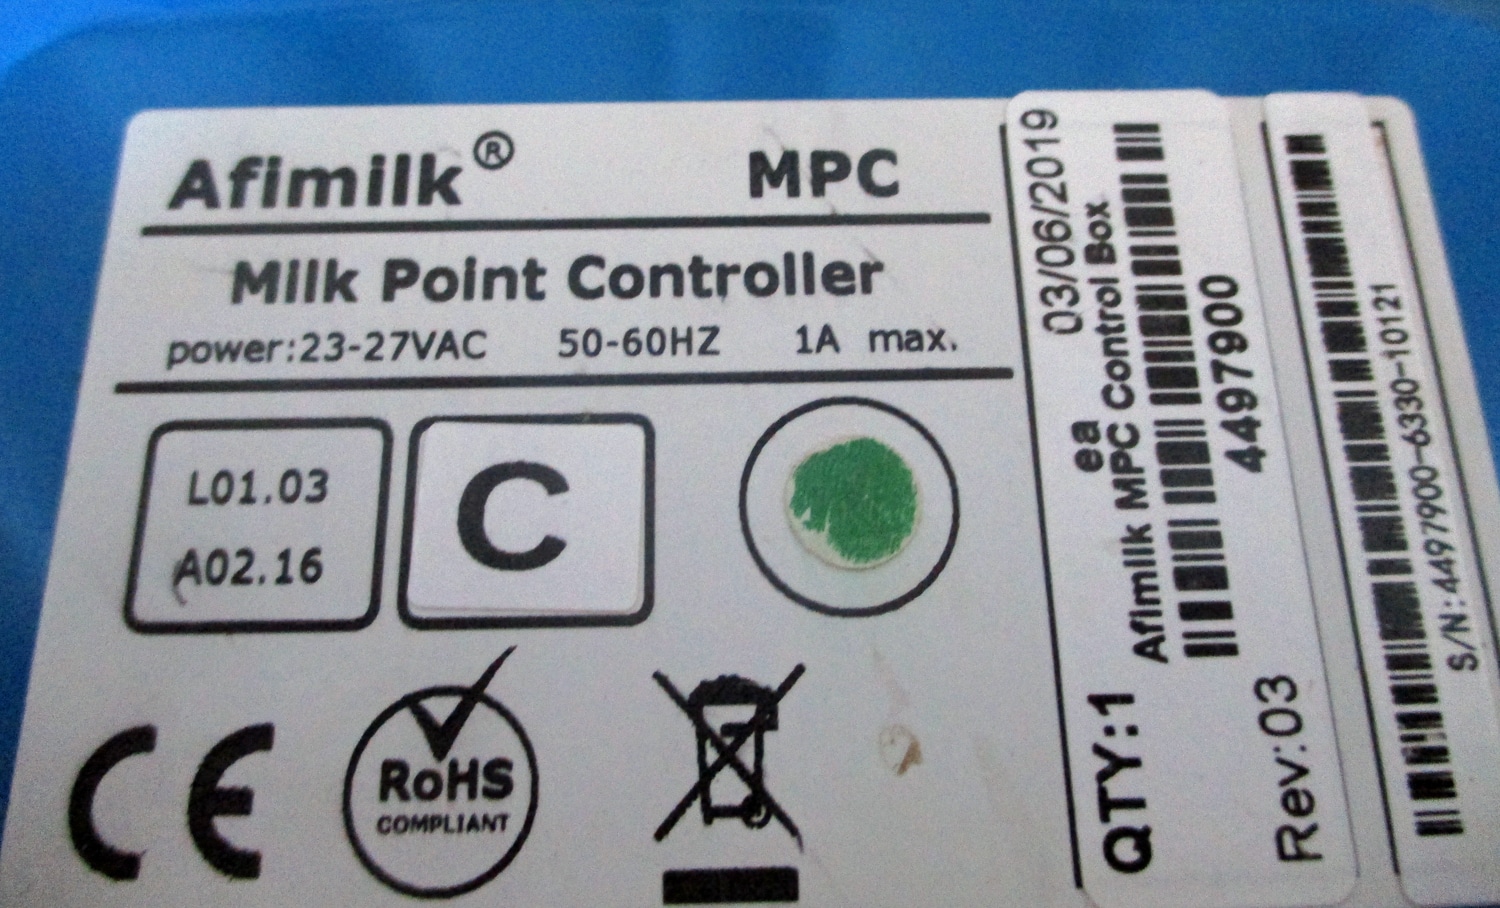 Afimilk® MPC
Milk Point Controller
power:23-27VAC 50-60HZ 1A max.
L01.03
A02.16
C
CE
RoHS
COMPLIANT
03/06/2019
ea
Afimilk MPC Control Box
4497900
QTY:1
Rev:03
S/N:4497900-6330-10121